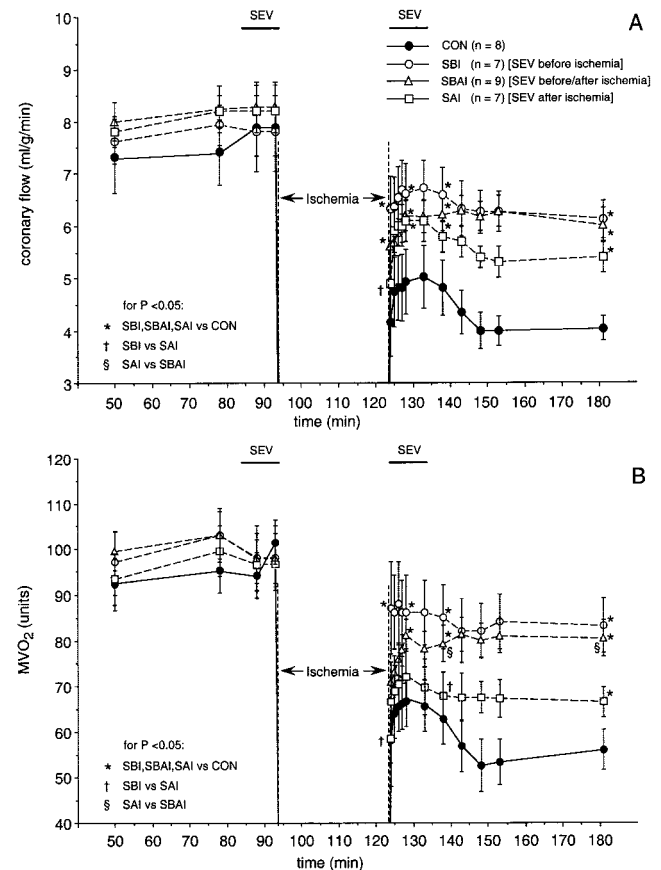 SEV SEV
A
10
9
8
7
6
5
4
3
coronary flow (ml/g/min)
CON (n = 8)
SBI (n = 7) [SEV before ischemia]
SBAI (n = 9) [SEV before/after ischemia]
SAI (n = 7) [SEV after ischemia]
Ischemia
* * * *
* * * *
* * *
†
for P <0.05:
* SBI,SBAI,SAI vs CON
† SBI vs SAI
§ SAI vs SBAI
50 60 70 80 90 100 110 120 130 140 150 160 170 180
time (min)
SEV SEV
B
120
110
100
90
80
70
60
50
40
MVO2 (units)
Ischemia
* * * *
* * *
§ §
† *
†
for P <0.05:
* SBI,SBAI,SAI vs CON
† SBI vs SAI
§ SAI vs SBAI
50 60 70 80 90 100 110 120 130 140 150 160 170 180
time (min)